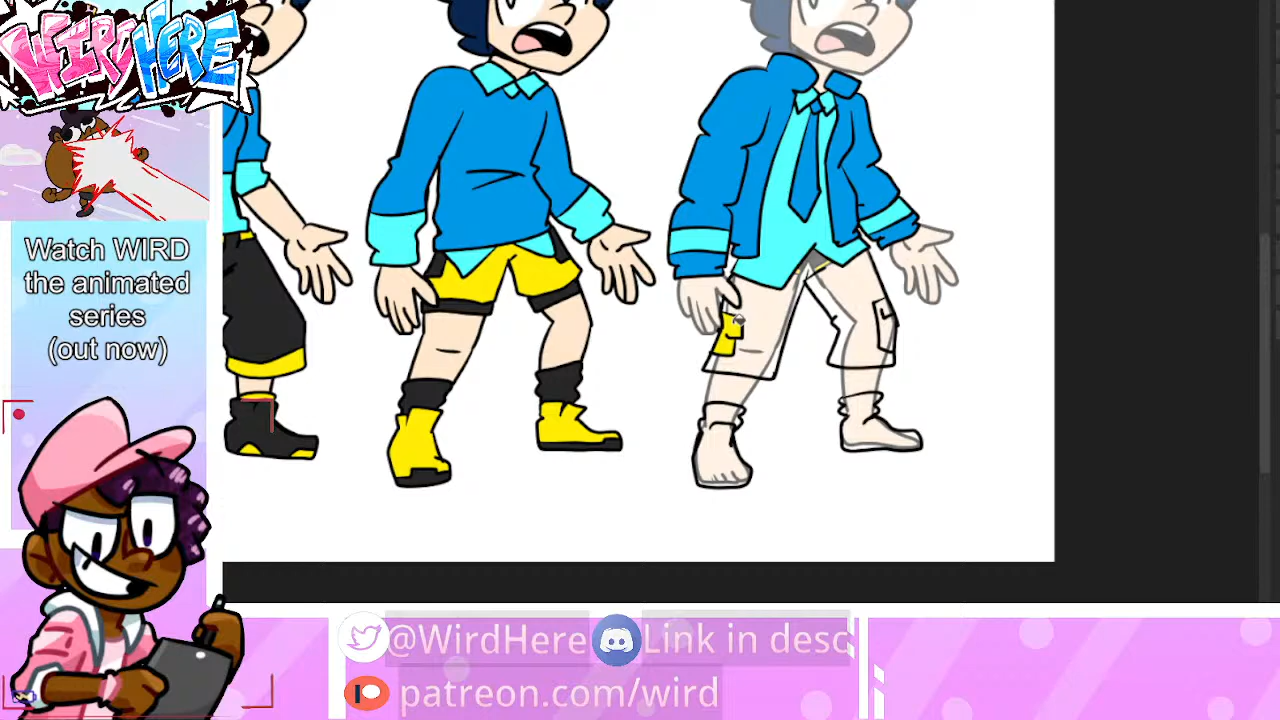 WIRDHERE
Watch WIRD
the animated
series
(out now)
@WirdHere
Link in desc
patreon.com/wird